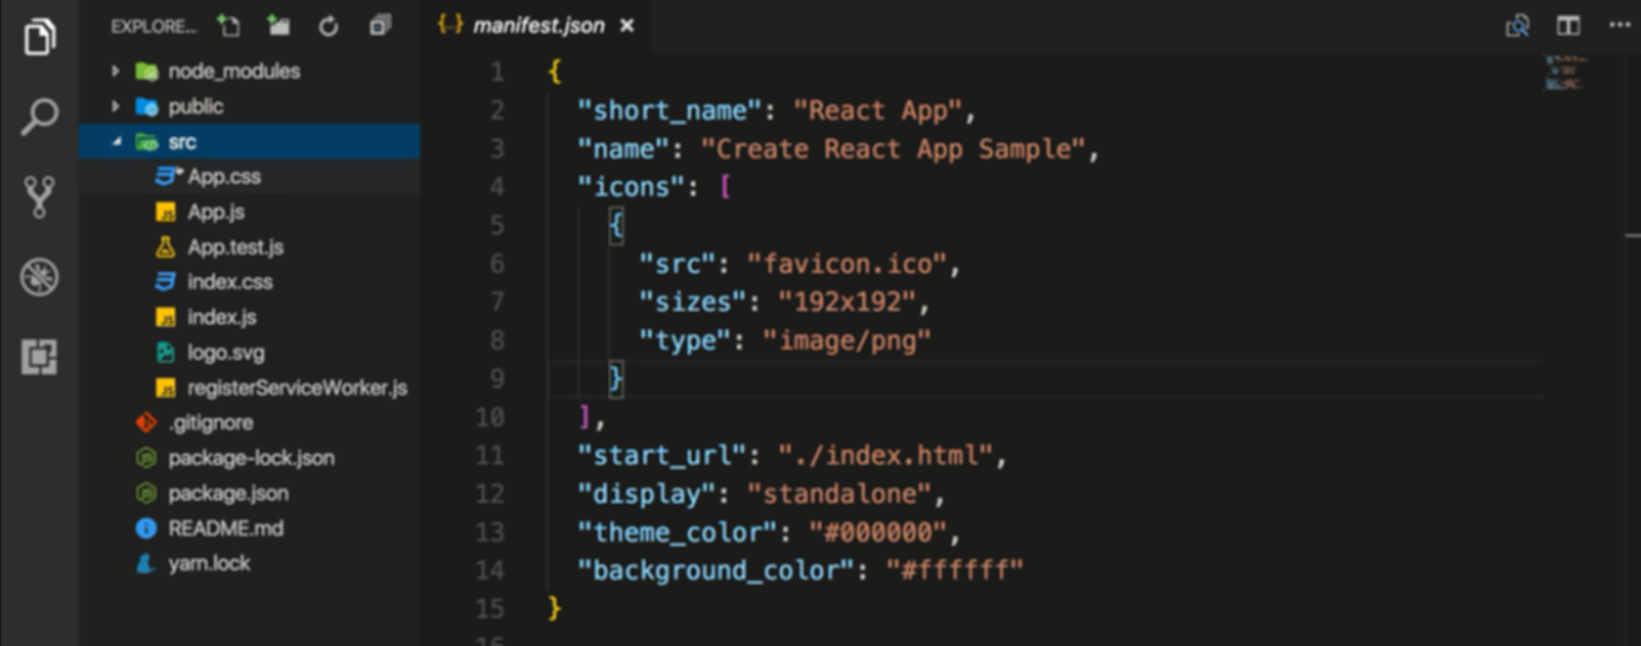 EXPLORE...
node_modules
public
src
App.css
App.js
App.test.js
index.css
index.js
logo.svg
registerServiceWorker.js
.gitignore
package-lock.json
package.json
README.md
yarn.lock
{..} manifest.json ×
1 {
2 "short_name": "React App",
3 "name": "Create React App Sample",
4 "icons": [
5 {
6 "src": "favicon.ico",
7 "sizes": "192x192",
8 "type": "image/png"
9 }
10 ],
11 "start_url": "./index.html",
12 "display": "standalone",
13 "theme_color": "#000000",
14 "background_color": "#ffffff"
15 }
16